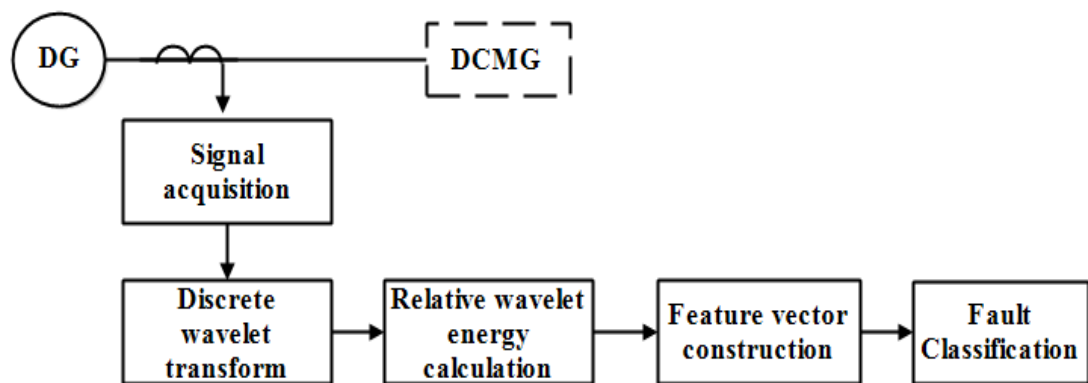 DG
DCMG
Signal
acquisition
Discrete
wavelet
transform
Relative wavelet
energy
calculation
Feature vector
construction
Fault
Classification